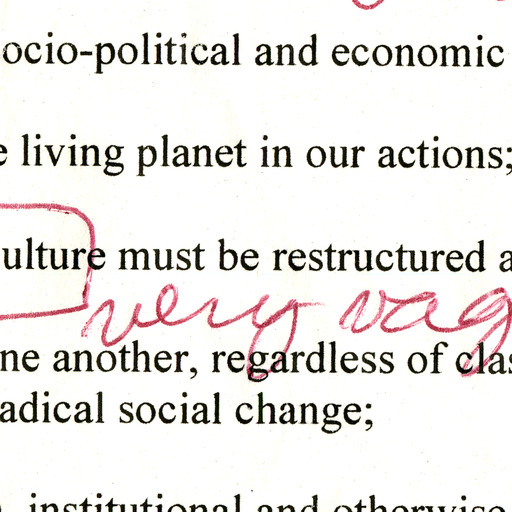 ocio-political and economic
e living planet in our actions;
ulture must be restructured a
very vag
ne another, regardless of clas
adical social change;
institutional and otherwise